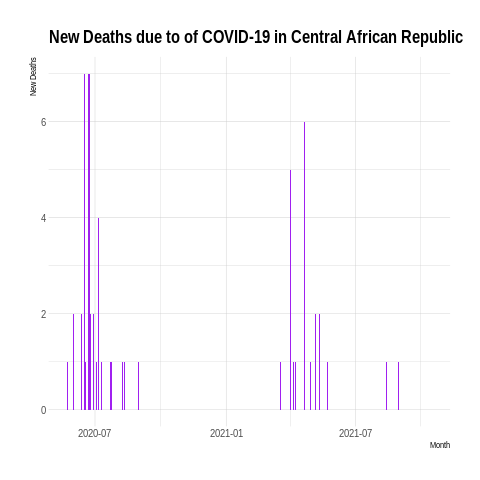 New Deaths due to of COVID-19 in Central African Republic
New Deaths
6
4
2
0
2020-07 2021-01 2021-07
Month